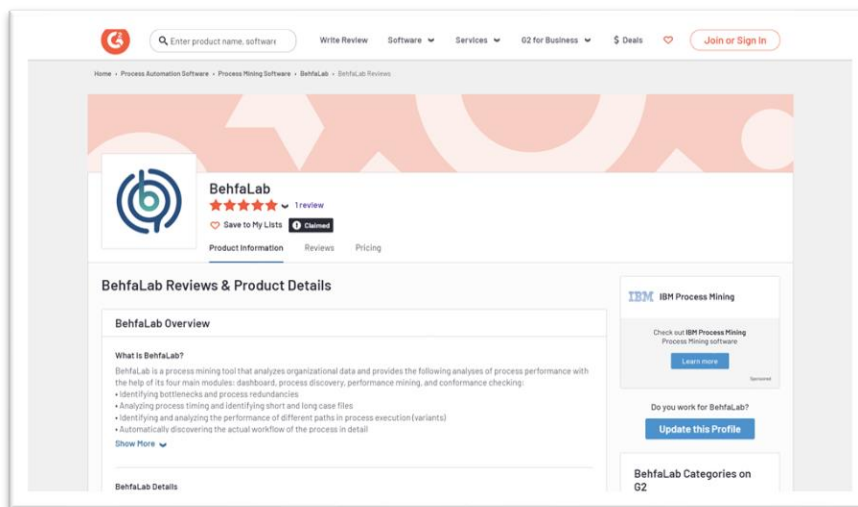 Enter product name, software
Write Review
Software
Services
G2 for Business
$ Deals
Join or Sign In
Home
Process Automation Software
Process Mining Software
BehfaLab
BehfaLab Reviews
BehfaLab
1 review
Save to My Lists
Claimed
Product Information
Reviews
Pricing
BehfaLab Reviews & Product Details
BehfaLab Overview
What is BehfaLab?
BehfaLab is a process mining tool that analyzes organizational data and provides the following analyses of process performance with
the help of its four main modules: dashboard, process discovery, performance mining, and conformance checking:
• Identifying bottlenecks and process redundancies
• Analyzing process timing and identifying short and long case files
• Identifying and analyzing the performance of different paths in process execution (variants)
• Automatically discovering the actual workflow of the process in detail
Show More
BehfaLab Details
IBM
IBM Process Mining
Check out IBM Process Mining
Process Mining software
Learn more
Sponsored
Do you work for BehfaLab?
Update this Profile
BehfaLab Categories on
G2